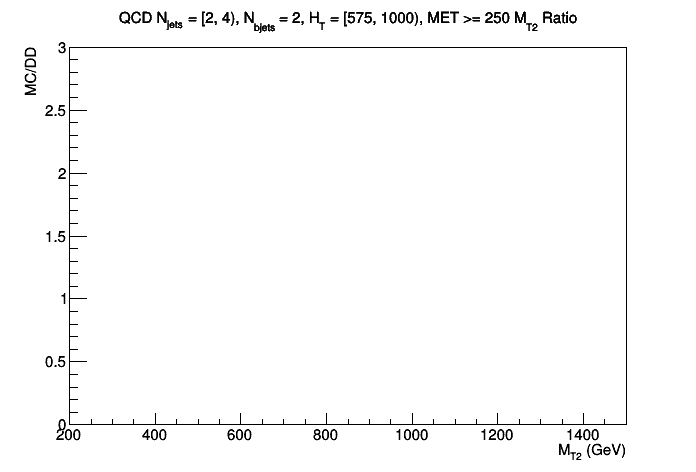 QCD N_jets = [2, 4), N_bjets = 2, H_T = [575, 1000), MET >= 250 M_T2 Ratio
MC/DD
3
2.5
2
1.5
1
0.5
0
200 400 600 800 1000 1200 1400
M_T2 (GeV)